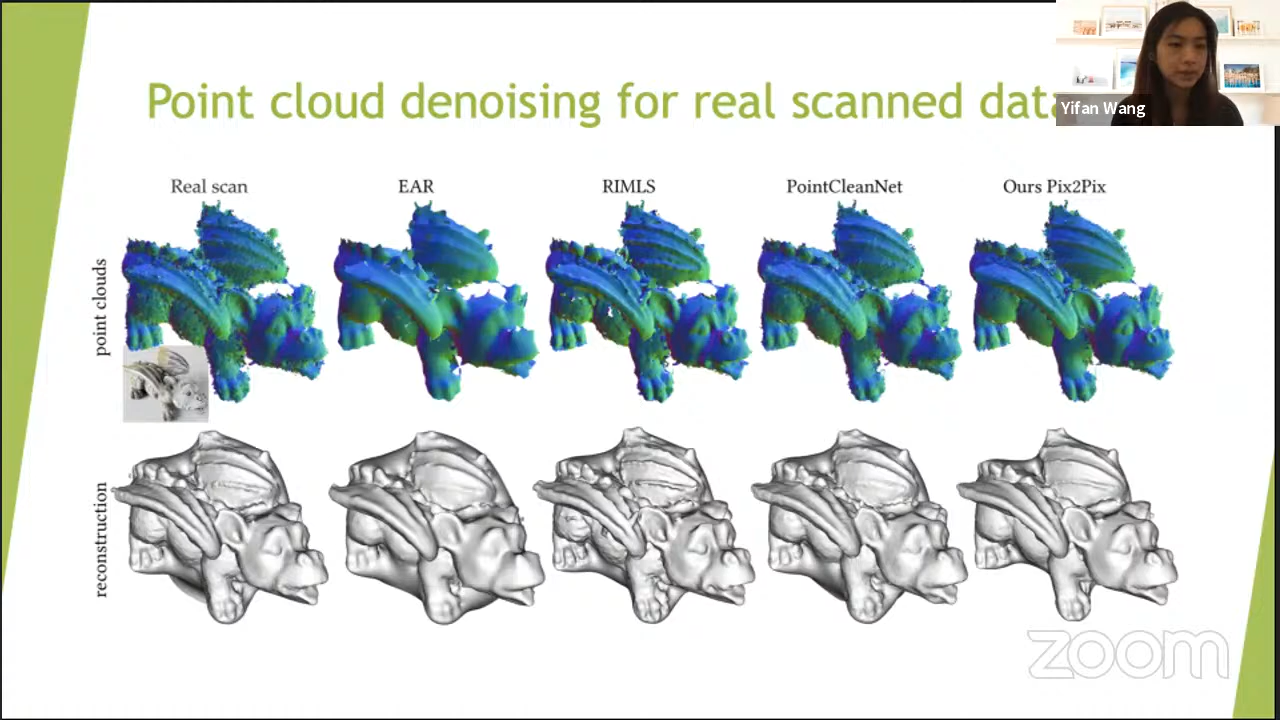 Point cloud denoising for real scanned data
Yifan Wang
Real scan
EAR
RIMLS
PointCleanNet
Ours Pix2Pix
point clouds
reconstruction
zoom